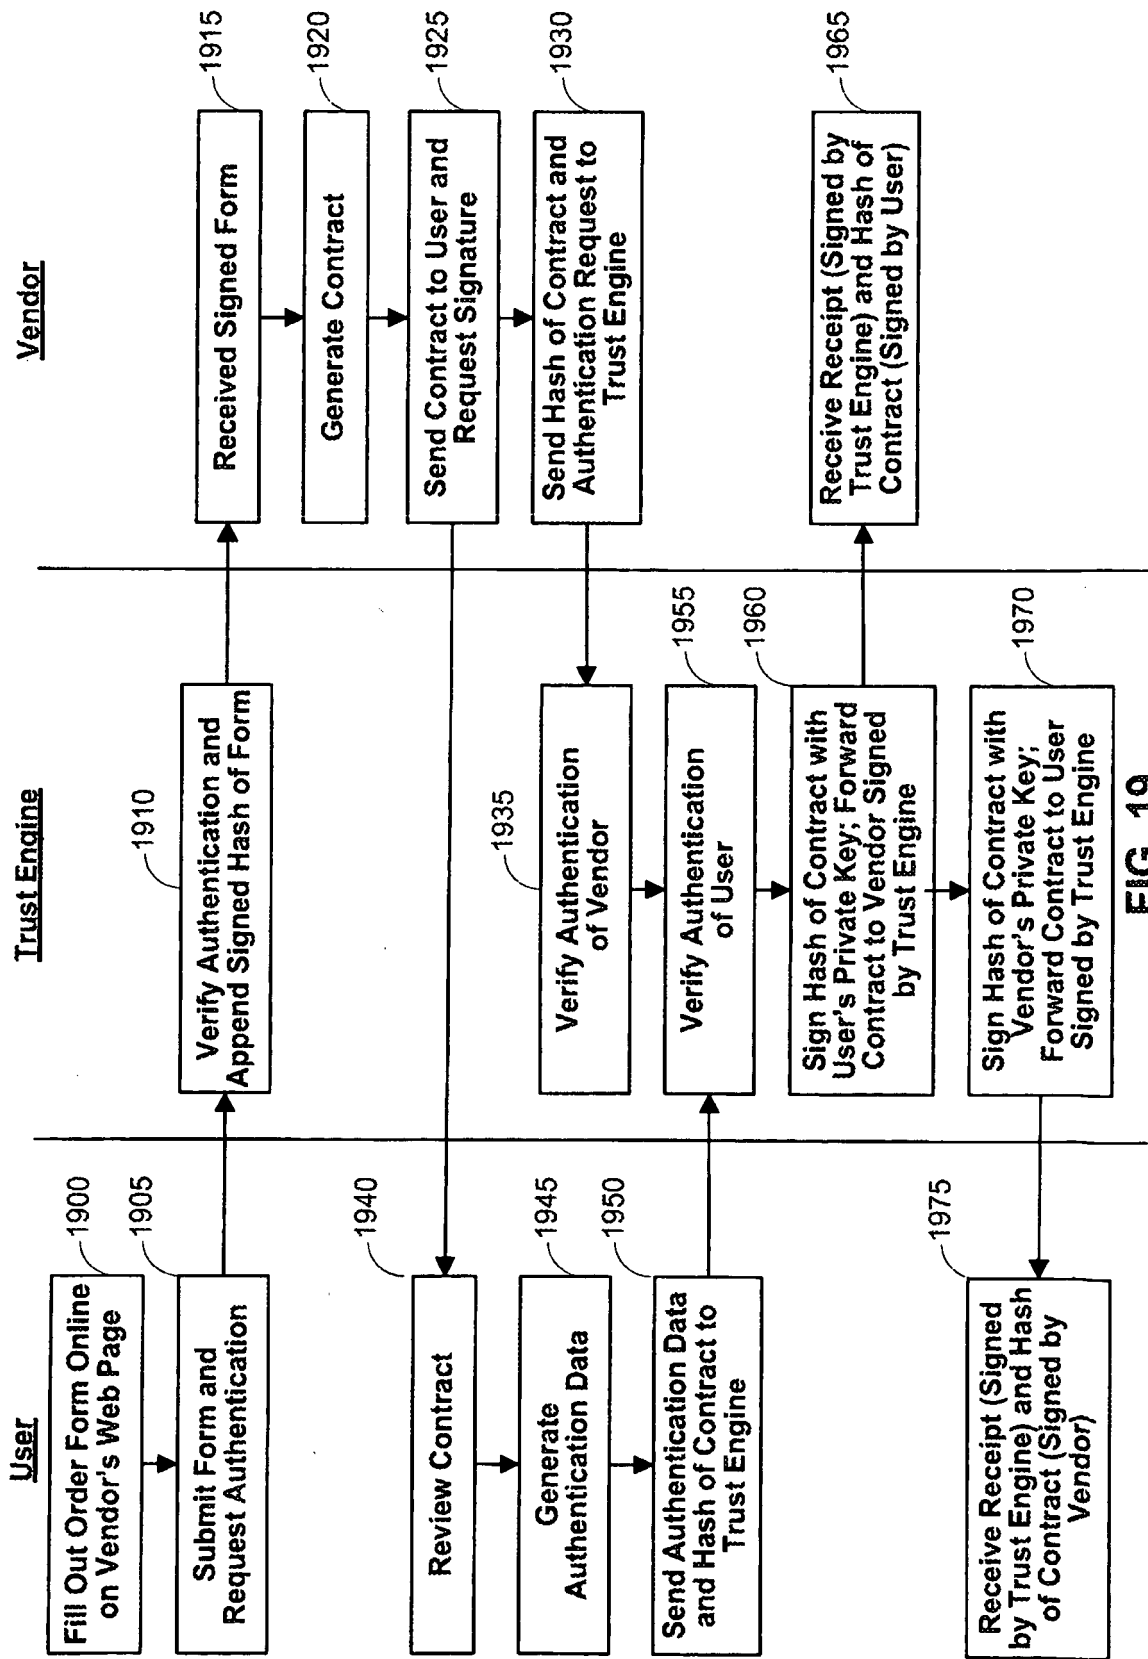 User
Trust Engine
Vendor
Fill Out Order Form Online
on Vendor's Web Page
1900
Submit Form and
Request Authentication
1905
Verify Authentication and
Append Signed Hash of Form
1910
Received Signed Form
1915
Generate Contract
1920
Send Contract to User and
Request Signature
1925
Send Hash of Contract and
Authentication Request to
Trust Engine
1930
Verify Authentication
of Vendor
1935
Review Contract
1940
Generate
Authentication Data
1945
Send Authentication Data
and Hash of Contract to
Trust Engine
1950
Verify Authentication
of User
1955
Sign Hash of Contract with
User's Private Key; Forward
Contract to Vendor Signed
by Trust Engine
1960
Receive Receipt (Signed by
Trust Engine) and Hash of
Contract (Signed by User)
1965
Sign Hash of Contract with
Vendor's Private Key;
Forward Contract to User
Signed by Trust Engine
1970
Receive Receipt (Signed
by Trust Engine) and Hash
of Contract (Signed by
Vendor)
1975
FIG. 19